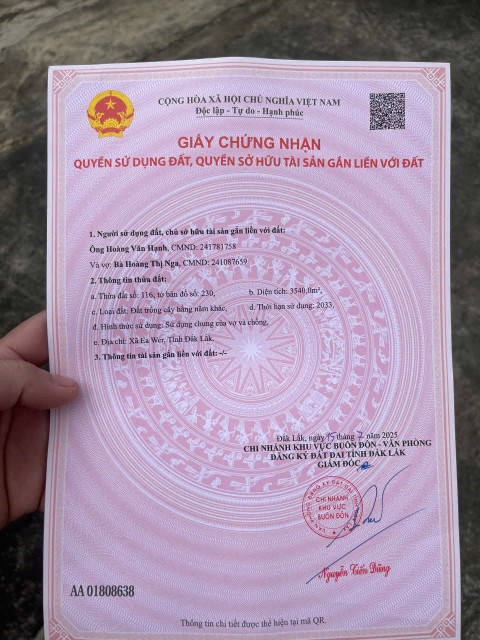 CỘNG HÒA XÃ HỘI CHỦ NGHĨA VIỆT NAM
Độc lập - Tự do - Hạnh phúc
GIẤY CHỨNG NHẬN
QUYỀN SỬ DỤNG ĐẤT, QUYỀN SỞ HỮU TÀI SẢN GẮN LIỀN VỚI ĐẤT
1. Người sử dụng đất, chủ sở hữu tài sản gắn liền với đất:
Ông Hoàng Văn Hạnh, CMND: 241781758
Và vợ: Bà Hoàng Thị Nga, CMND: 241087659
2. Thông tin thửa đất:
a. Thửa đất số: 116; tờ bản đồ số: 230, b. Diện tích: 3540,0m²,
c. Loại đất: Đất trồng cây hàng năm khác, d. Thời hạn sử dụng: 2033,
đ. Hình thức sử dụng: Sử dụng chung của vợ và chồng,
e. Địa chỉ: Xã Ea Wer, Tỉnh Đắk Lắk.
3. Thông tin tài sản gắn liền với đất: -/-
Đắk Lắk, ngày 15 tháng 7 năm 2025
CHI NHÁNH KHU VỰC BUÔN ĐÔN - VĂN PHÒNG
ĐĂNG KÝ ĐẤT ĐAI TỈNH ĐẮK LẮK
GIÁM ĐỐC
CHI NHÁNH
KHU VỰC
BUÔN ĐÔN
Nguyễn Tiến Dũng
AA 01808638
Thông tin chi tiết được thể hiện tại mã QR.